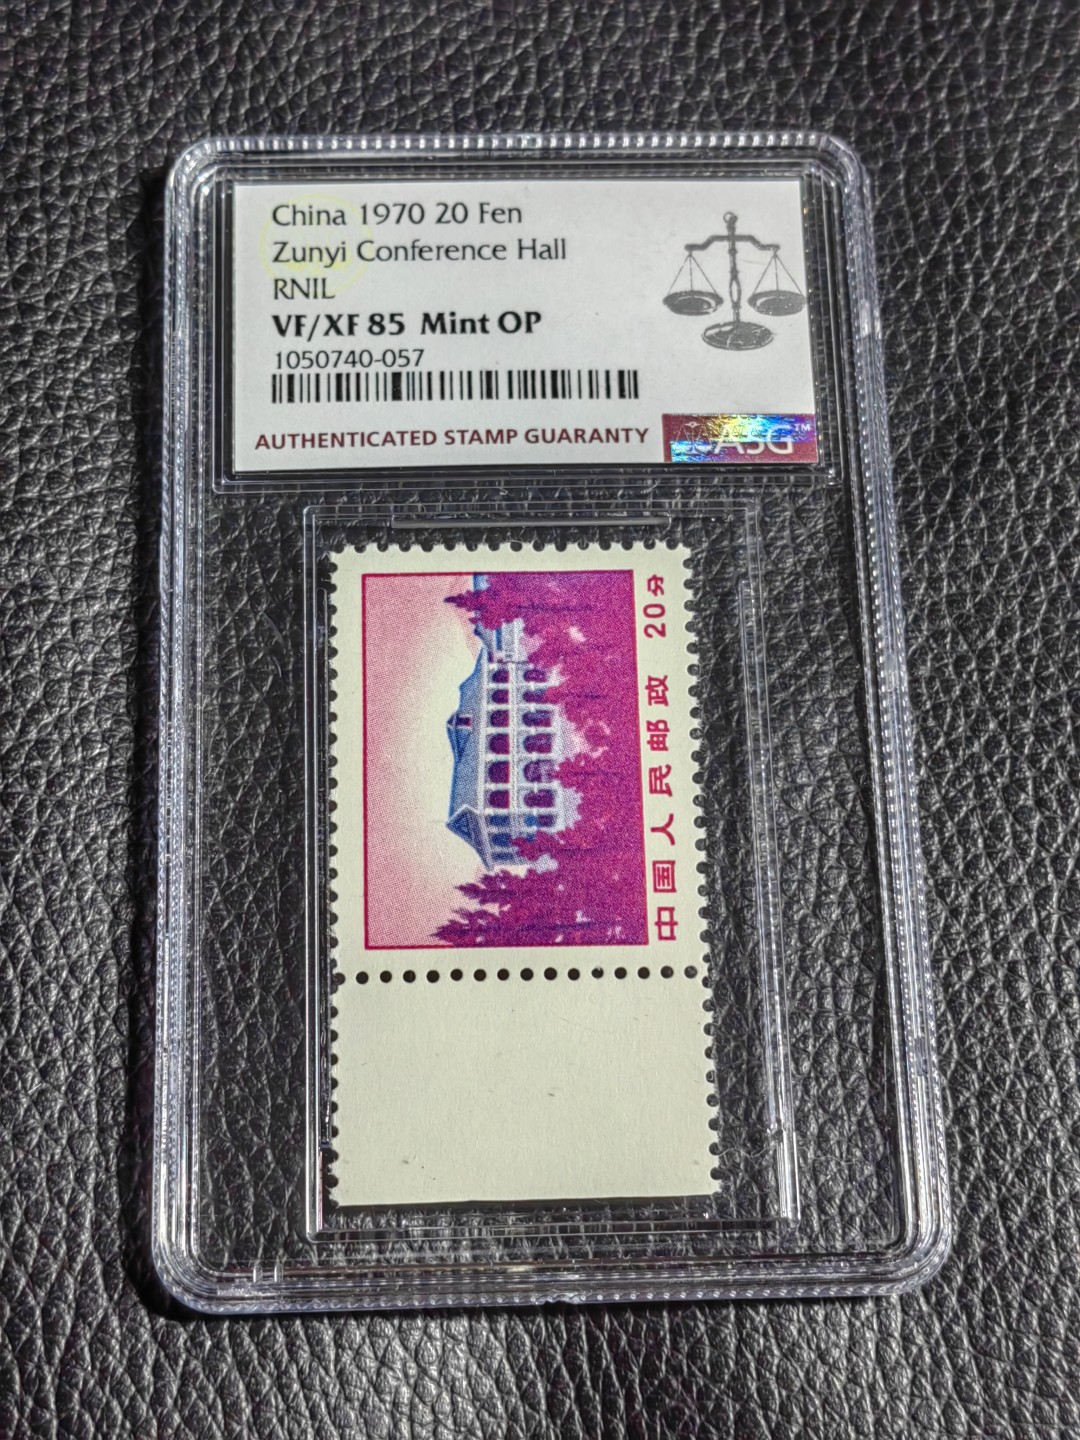 China 1970 20 Fen
Zunyi Conference Hall
RNIL
VF/XF 85 Mint OP
1050740-057
AUTHENTICATED STAMP GUARANTY
ASG™
中国人民邮政 20分